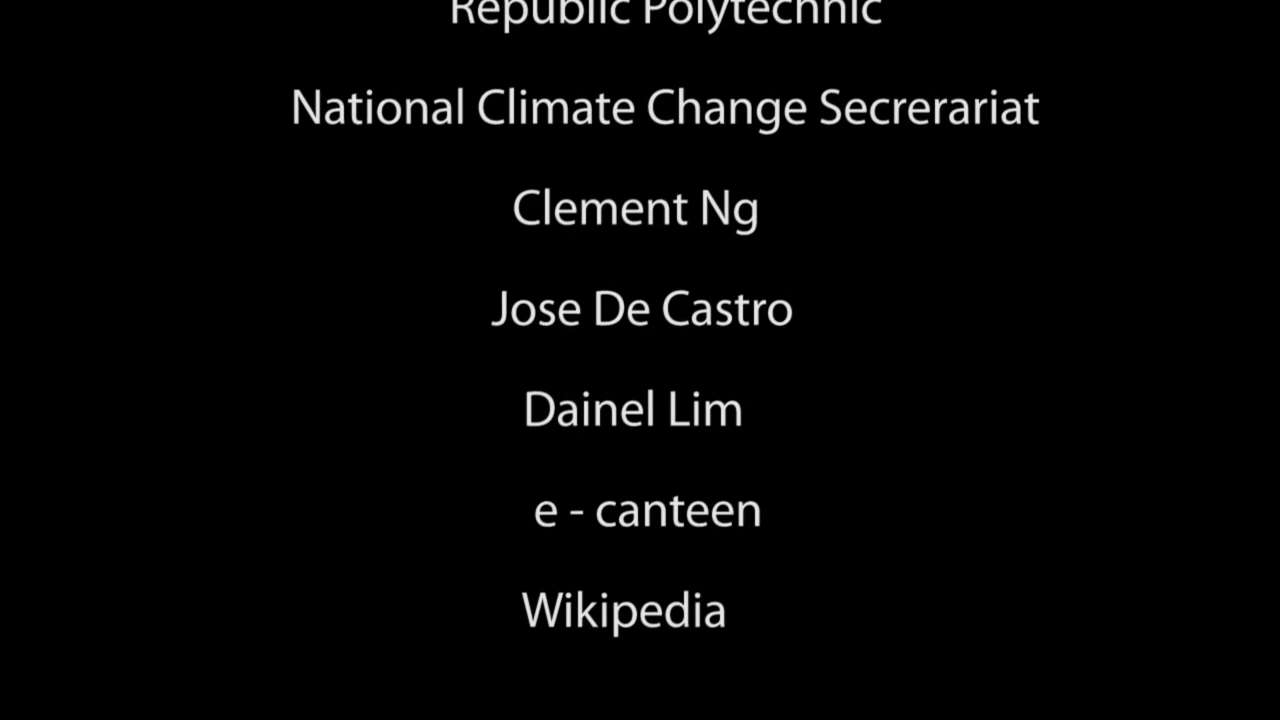 Republic Polytechnic
National Climate Change Secrerariat
Clement Ng
Jose De Castro
Dainel Lim
e - canteen
Wikipedia